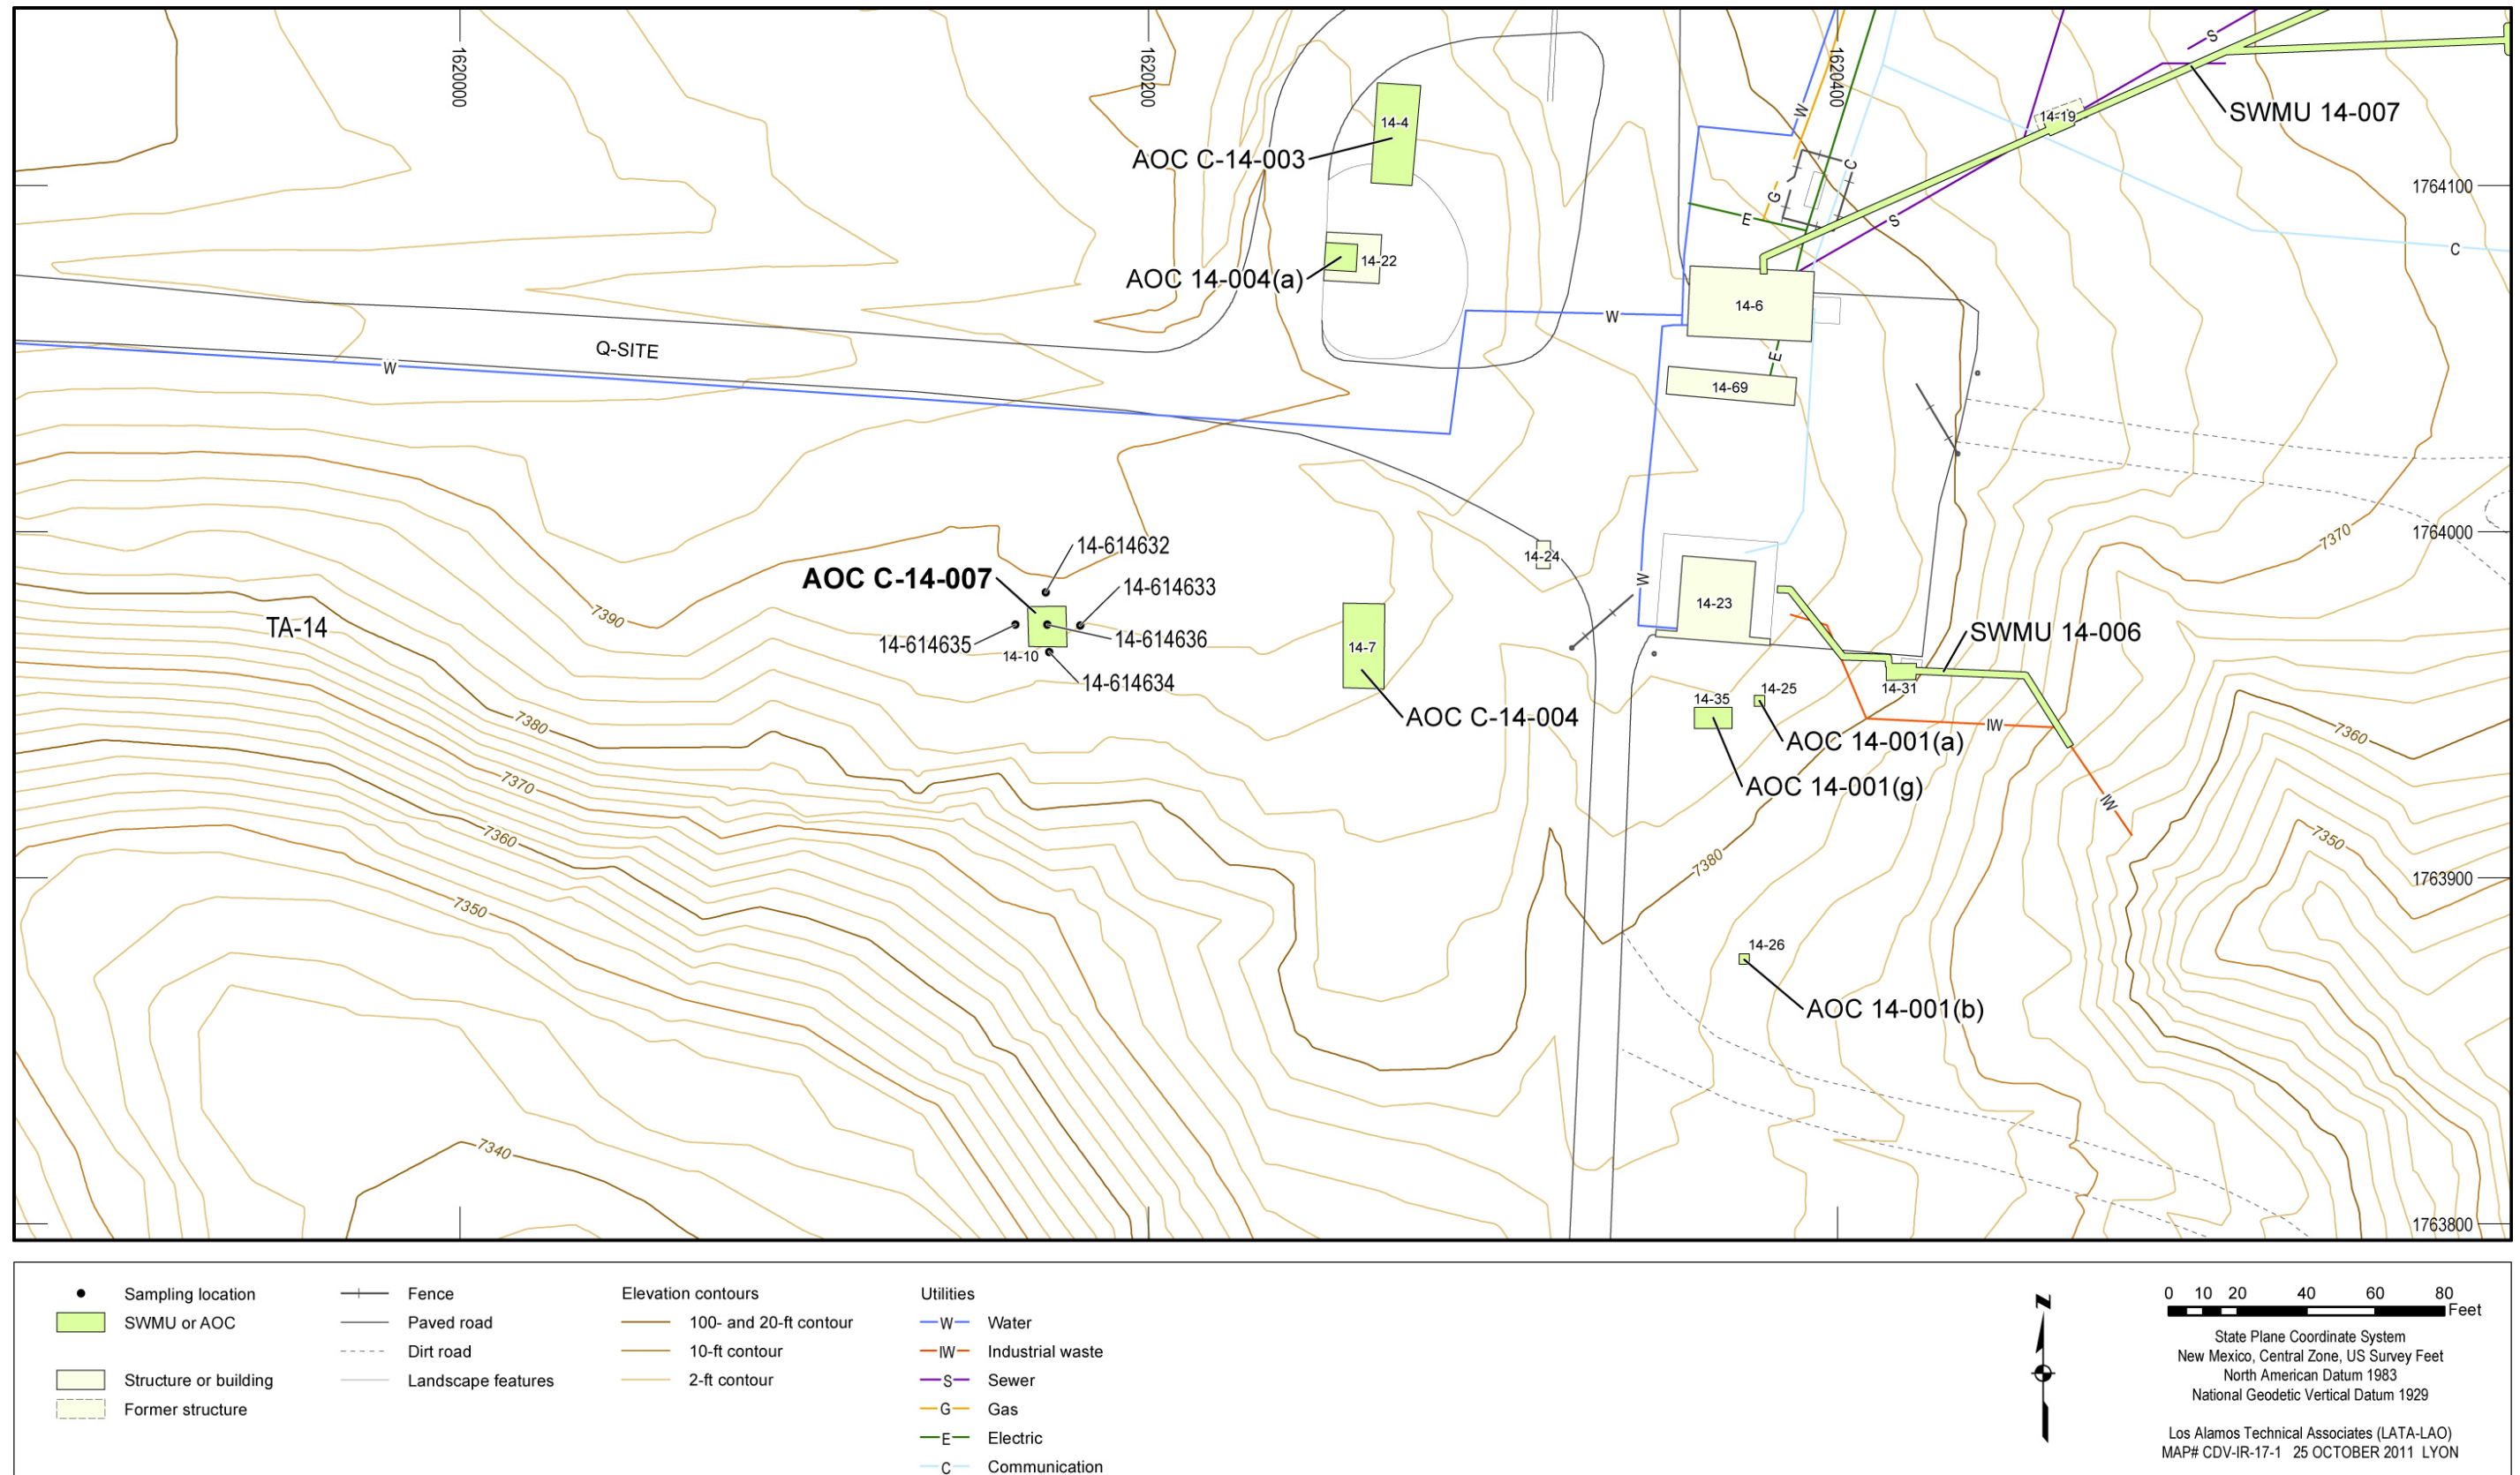 1620000
1620200
1620400
S
SWMU 14-007
W
14-4
14-19
AOC C-14-003
C
G
1764100
E
S
C
AOC 14-004(a)
14-22
14-6
W
Q-SITE
W
E
14-69
1764000
7370
14-614632
14-24
AOC C-14-007
14-614633
W
14-23
7390
TA-14
14-614635
14-614636
14-10
14-7
SWMU 14-006
14-614634
14-31
14-25
14-35
AOC C-14-004
7380
IW
7360
AOC 14-001(a)
7370
AOC 14-001(g)
IW
7360
7350
7380
1763900
7350
14-26
AOC 14-001(b)
7340
1763800
Sampling location
SWMU or AOC
Structure or building
Former structure
Fence
Paved road
Dirt road
Landscape features
Elevation contours
100- and 20-ft contour
10-ft contour
2-ft contour
Utilities
W Water
IW Industrial waste
S Sewer
G Gas
E Electric
C Communication
N
0 10 20 40 60 80
Feet
State Plane Coordinate System
New Mexico, Central Zone, US Survey Feet
North American Datum 1983
National Geodetic Vertical Datum 1929
Los Alamos Technical Associates (LATA-LAO)
MAP# CDV-IR-17-1 25 OCTOBER 2011 LYON